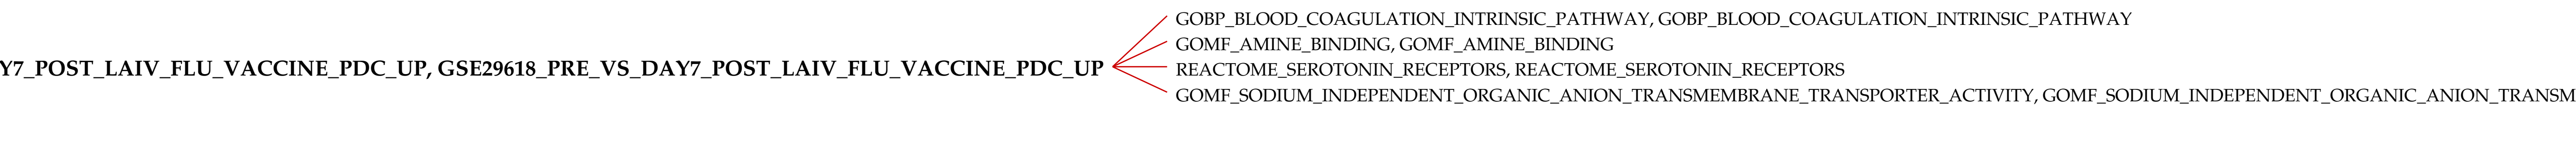 GOBP_BLOOD_COAGULATION_INTRINSIC_PATHWAY, GOBP_BLOOD_COAGULATION_INTRINSIC_PATHWAY
GOMF_AMINE_BINDING, GOMF_AMINE_BINDING
Y7_POST_LAIV_FLU_VACCINE_PDC_UP, GSE29618_PRE_VS_DAY7_POST_LAIV_FLU_VACCINE_PDC_UP
REACTOME_SEROTONIN_RECEPTORS, REACTOME_SEROTONIN_RECEPTORS
GOMF_SODIUM_INDEPENDENT_ORGANIC_ANION_TRANSMEMBRANE_TRANSPORTER_ACTIVITY, GOMF_SODIUM_INDEPENDENT_ORGANIC_ANION_TRANSM